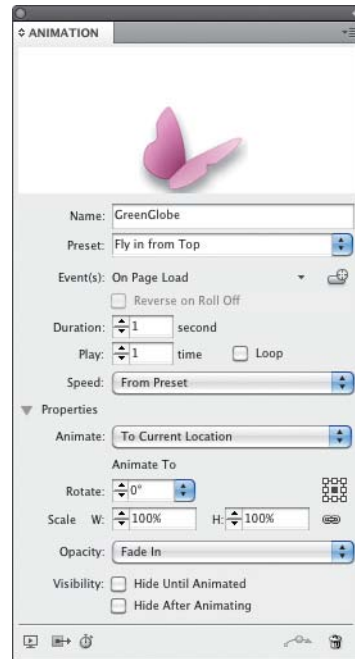 ANIMATION
Name: GreenGlobe
Preset: Fly in from Top
Event(s): On Page Load
Reverse on Roll Off
Duration: 1 second
Play: 1 time Loop
Speed: From Preset
Properties
Animate: To Current Location
Animate To
Rotate: 0°
Scale W: 100% H: 100%
Opacity: Fade In
Visibility: Hide Until Animated
Hide After Animating